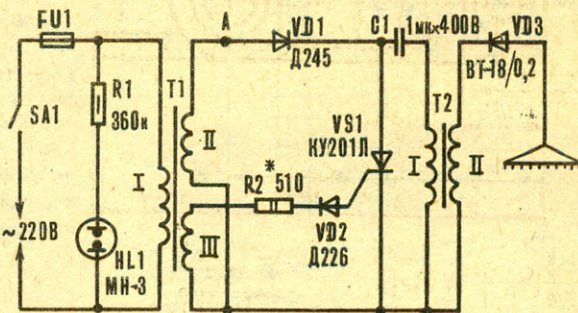 FU1
A
VD1
Д245
C1
1мк×400В
VD3
ВТ-18/0,2
SA1
R1
360к
T1
I
II
III
R2
*
510
VD2
Д226
VS1
КУ201Л
T2
I
II
~220В
HL1
МН-3